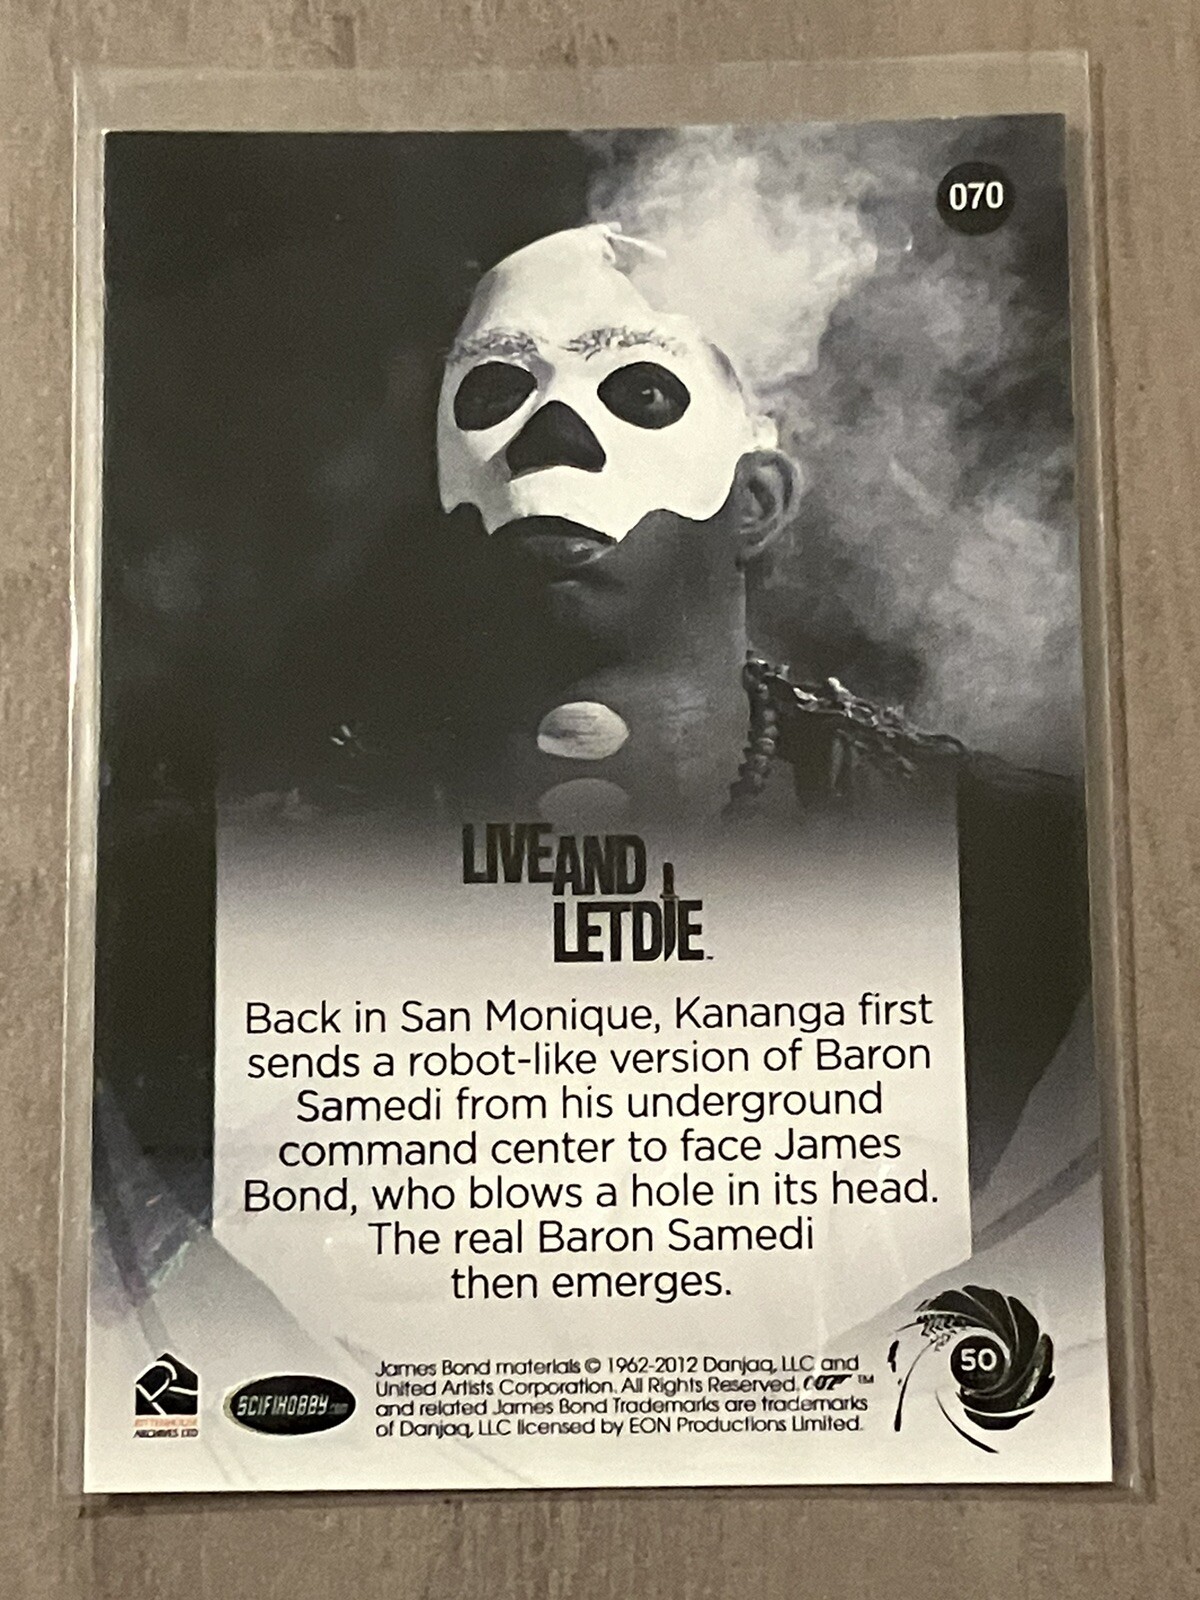 070
LIVE AND
LET DIE
Back in San Monique, Kananga first
sends a robot-like version of Baron
Samedi from his underground
command center to face James
Bond, who blows a hole in its head.
The real Baron Samedi
then emerges.
RITTENHOUSE
ARCHIVES LTD
SCIFIHOBBY.com
James Bond materials © 1962-2012 Danjaq, LLC and
United Artists Corporation. All Rights Reserved. 007 ™
and related James Bond Trademarks are trademarks
of Danjaq, LLC licensed by EON Productions Limited.
50